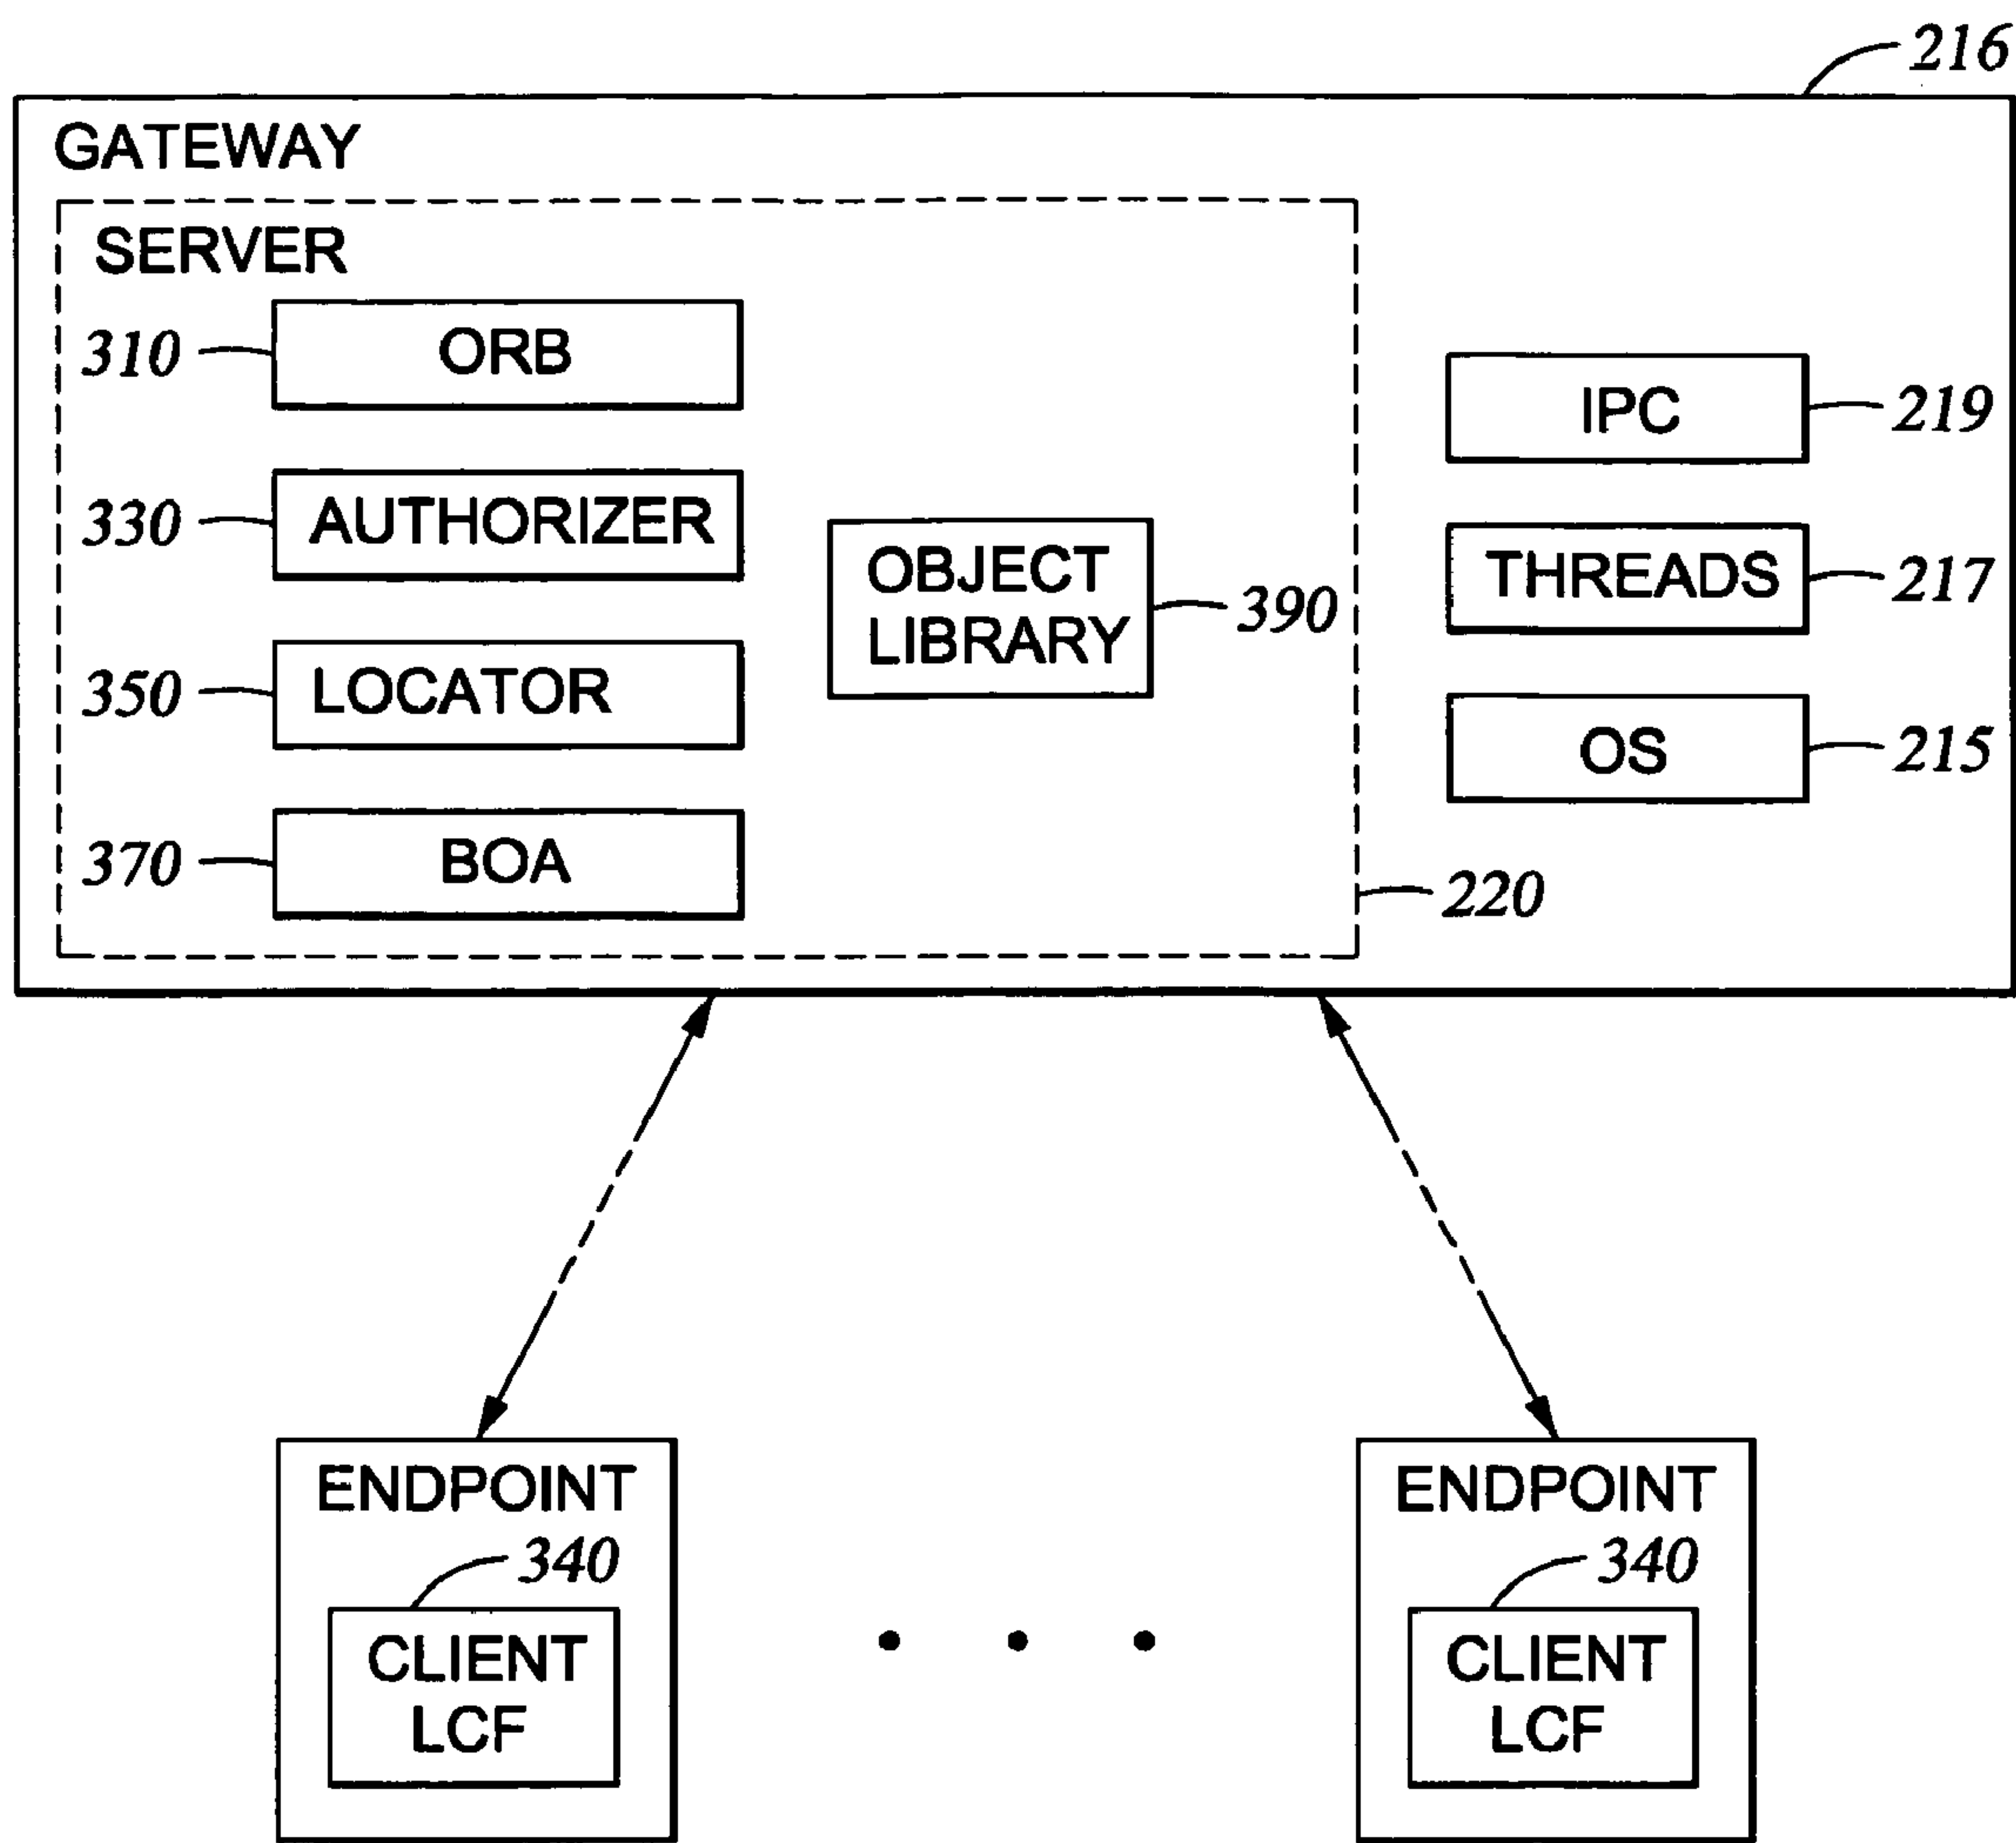 216
GATEWAY
SERVER
310
ORB
330
AUTHORIZER
350
LOCATOR
370
BOA
OBJECT
LIBRARY
390
IPC
219
THREADS
217
OS
215
220
ENDPOINT
340
CLIENT
LCF
ENDPOINT
340
CLIENT
LCF